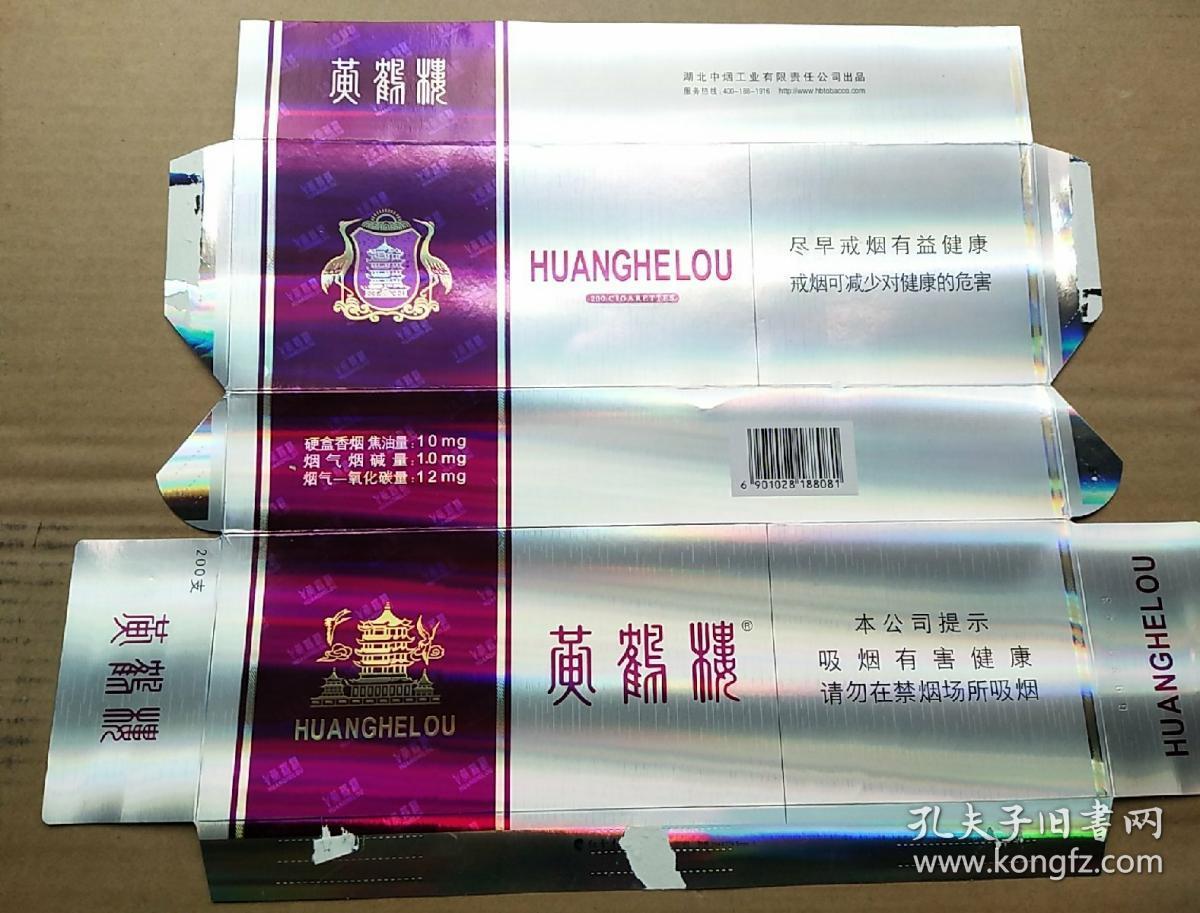 黄鹤楼
湖北中烟工业有限责任公司出品
服务热线:400-188-1916 http://www.hbtobacco.com
HUANGHELOU
200 CIGARETTES
尽早戒烟有益健康
戒烟可减少对健康的危害
硬盒香烟 焦油量:10mg
烟气烟碱量:1.0mg
烟气一氧化碳量:12mg
6 901028 188081
200支
黄鹤楼
HUANGHELOU
黄鹤樓®
本公司提示
吸烟有害健康
请勿在禁烟场所吸烟
HUANGHELOU
孔夫子旧书网
www.kongfz.com